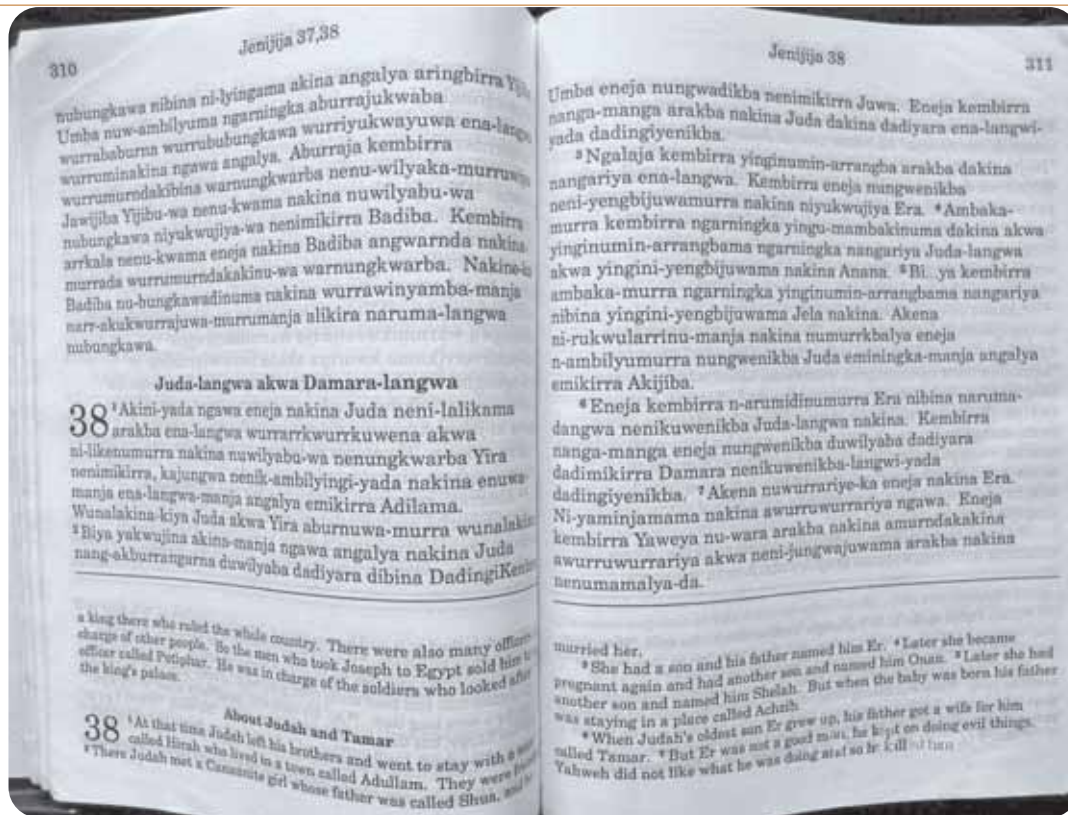 310
Jenijija 37,38
nubungkawa nibina ni-lyingama akina angalya aringbirra
Umba nuw-ambilyuma ngarningka aburrajukwaba
wurrababurna wurrububungkawa wurriyukwayuwa ena-langwa
wurruminakina ngawa angalya. Aburraja kembirra
wurrumurndakibina warnungkwarba nenu-wilyaka-murruwa
Jawijiba Yijibu-wa nenu-kwama nakina nuwilyabu-wa
nubungkawa niyukwujiya-wa nenimikirra Badiba. Kembirra
arrkala nenu-kwama eneja nakina Badiba angwarnda nakina
murrada wurrumurndakakinu-wa warnungkwarba.
Badiba nu-bungkawadinuma nakina wurrawinyamba-manja
narr-akukwurrajuwa-murrumanja alikira naruma-langwa
nubungkawa.
Juda-langwa akwa Damara-langwa
38 ¹Akini-yada ngawa eneja nakina Juda neni-lalikama
arakba ena-langwa wurrarrkwurrkuwena akwa
ni-likenumurra nakina nuwilyabu-wa nenungkwarba Yira
nenimikirra, kajungwa nenik-ambilyingi-yada nakina enuwa-
manja ena-langwa-manja angalya emikirra Adilama.
Wunalakina-kiya Juda akwa Yira aburnuwa-murra
²Biya yakwujina akina-manja ngawa angalya nakina Juda
nang-akburrangarna duwilyaba dadiyara dibina
a king there who ruled the whole country. There were also many officers
charge of other people. So the men who took Joseph to Egypt sold him to
officer called Potiphar. He was in charge of the soldiers who looked after
the king's palace.
About Judah and Tamar
38 ¹At that time Judah left his brothers and went to stay with a
called Hirah who lived in a town called Adullam. They were
²There Judah met a Canaanite girl whose father was called Shua, and he
Jenijija 38
311
Umba eneja nungwadikba nenimikirra Juwa. Eneja kembirra
nanga-manga arakba nakina Juda dakina dadiyara ena-langwi-
yada dadingiyenikba.
³Ngalaja kembirra yinginumin-arrangba arakba dakina
nangariya ena-langwa. Kembirra eneja nungwenikba
neni-yengbijuwamurra nakina niyukwujiya Era. ⁴Ambaka-
murra kembirra ngarningka yingu-mambakinuma dakina akwa
yinginumin-arrangbama ngarningka nangariya Juda-langwa
akwa yingini-yengbijuwama nakina Anana. ⁵Bi..ya kembirra
ambaka-murra ngarningka yinginumin-arrangbama nangariya
nibina yingini-yengbijuwama Jela nakina. Akena
ni-rukwularrinu-manja nakina numurrkbalya eneja
n-ambilyumurra nungwenikba Juda eminingka-manja angalya
emikirra Akijiba.
⁶Eneja kembirra n-arumidinumurra Era nibina naruma-
dangwa nenikuwenikba Juda-langwa nakina. Kembirra
nanga-manga eneja nungwenikba duwilyaba dadiyara
dadimikirra Damara nenikuwenikba-langwi-yada
dadingiyenikba. ⁷Akena nuwurrariye-ka eneja nakina Era.
Ni-yaminjamama nakina awurruwurrariya ngawa. Eneja
kembirra Yaweya nu-wara arakba nakina amurndakakina
awurruwurrariya akwa neni-jungwajuwama arakba nakina
nenumamalya-da.
married her.
³She had a son and his father named him Er. ⁴Later she became
pregnant again and had another son and named him Onan. ⁵Later she had
another son and named him Shelah. But when the baby was born his father
was staying in a place called Achzib.
⁶When Judah's oldest son Er grew up, his father got a wife for him
called Tamar. ⁷But Er was not a good man, he kept on doing evil things.
Yahweh did not like what he was doing and so he killed him